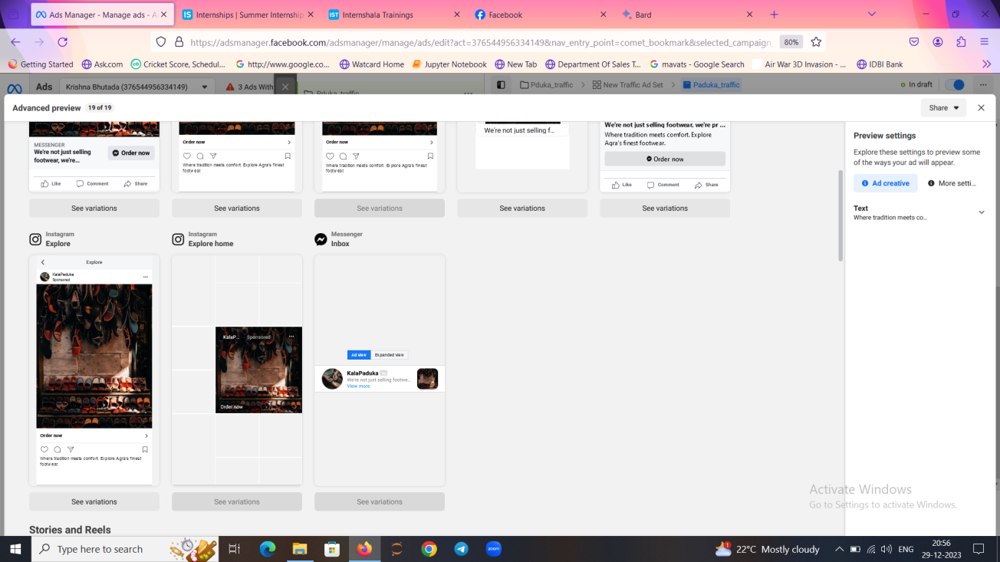 Ads Manager - Manage ads - A
Internships | Summer Internship
Internshala Trainings
Facebook
Bard
https://adsmanager.facebook.com/adsmanager/manage/ads/edit?act=376544956334149&nav_entry_point=comet_bookmark&selected_campaign_
80%
Getting Started
Ask.com
Cricket Score, Schedul...
http://www.google.co...
Watcard Home
Jupyter Notebook
New Tab
Department Of Sales T...
mavats - Google Search
Air War 3D Invasion - ...
IDBI Bank
Ads
Krishna Bhutada (376544956334149)
3 Ads With
Pduka_traffic
Pduka_traffic
New Traffic Ad Set
Paduka_traffic
In draft
Advanced preview
19 of 19
Share
MESSENGER
We're not just selling
footwear, we're...
Order now
Like
Comment
Share
See variations
Order now
Where tradition meets comfort. Explore Agra's finest
footwear.
See variations
Order now
Where tradition meets comfort. Explore Agra's finest
footwear.
See variations
We're not just selling f...
See variations
We're not just selling footwear, we're pr ...
Where tradition meets comfort. Explore
Agra's finest footwear.
Order now
Like
Comment
Share
See variations
Preview settings
Explore these settings to preview some
of the ways your ad will appear.
Ad creative
More setti...
Text
Where tradition meets co...
Instagram
Explore
Explore
KalaPaduka
Sponsored
Order now
Where tradition meets comfort. Explore Agra's finest
footwear.
See variations
Instagram
Explore home
KalaP...
Sponsored
Order now
See variations
Messenger
Inbox
Ad view
Expanded view
KalaPaduka
Ad
We're not just selling footwe...
View more
See variations
Stories and Reels
Activate Windows
Go to Settings to activate Windows.
Type here to search
zoom
1
22°C Mostly cloudy
ENG
20:56
29-12-2023